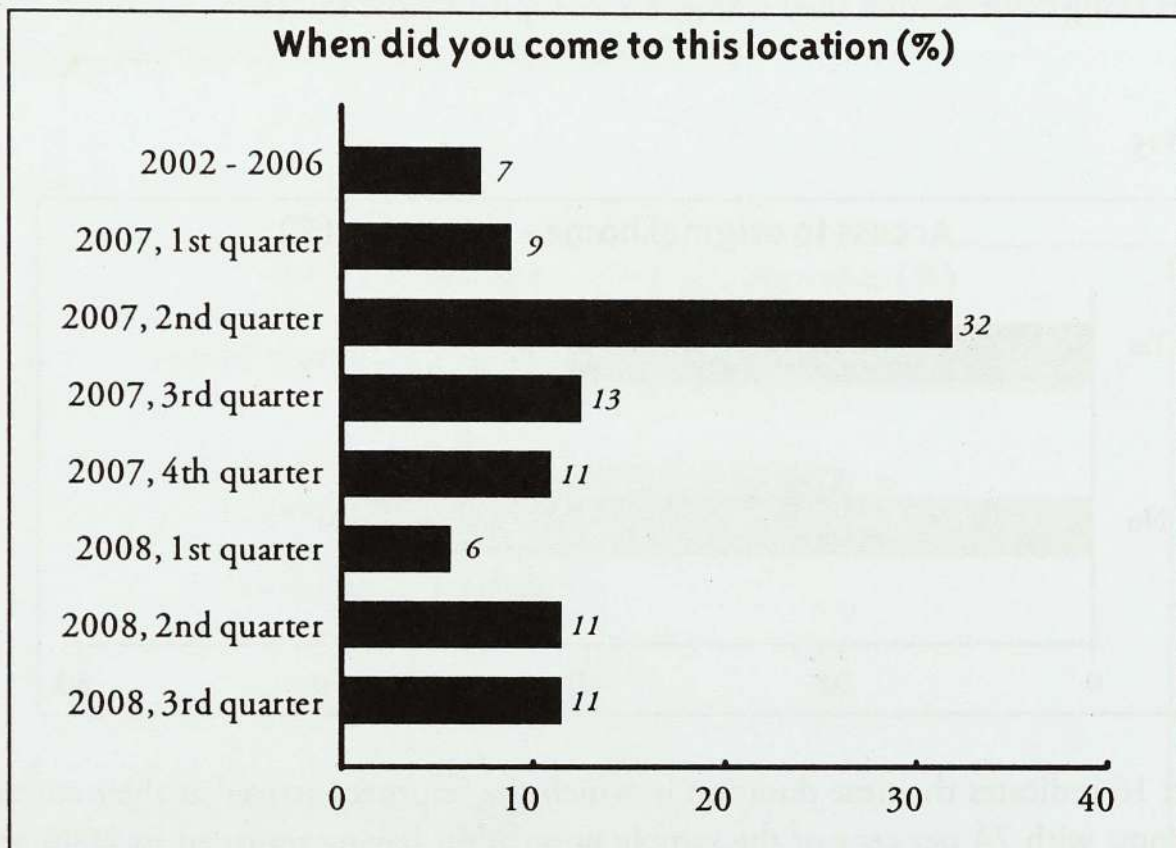 When did you come to this location (%)
2002 - 2006
7
2007, 1st quarter
9
2007, 2nd quarter
32
2007, 3rd quarter
13
2007, 4th quarter
11
2008, 1st quarter
6
2008, 2nd quarter
11
2008, 3rd quarter
11
0 10 20 30 40